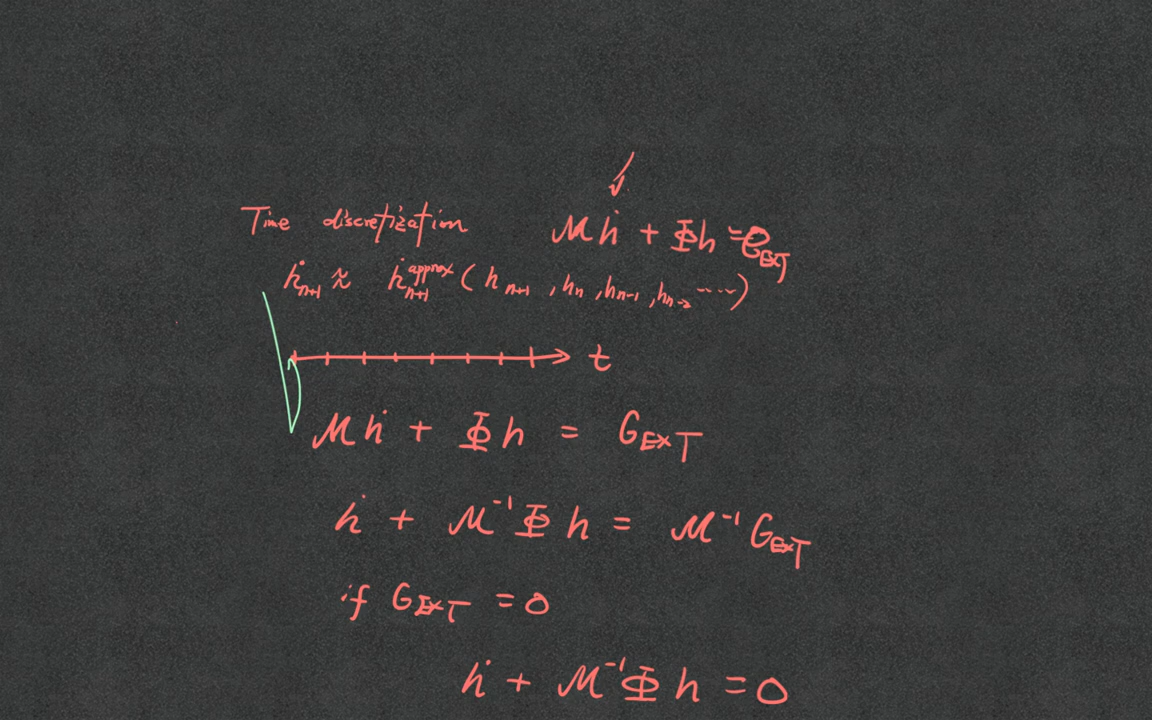 Time discretization Mḣ + Φh = G_EXT
ḣ_{n+1} ≈ ḣ^{approx}_{n+1} (h_{n+1}, h_n, h_{n-1}, h_{n-2} ......)
t
Mḣ + Φh = G_EXT
ḣ + M⁻¹Φh = M⁻¹G_EXT
if G_EXT = 0
ḣ + M⁻¹Φh = 0